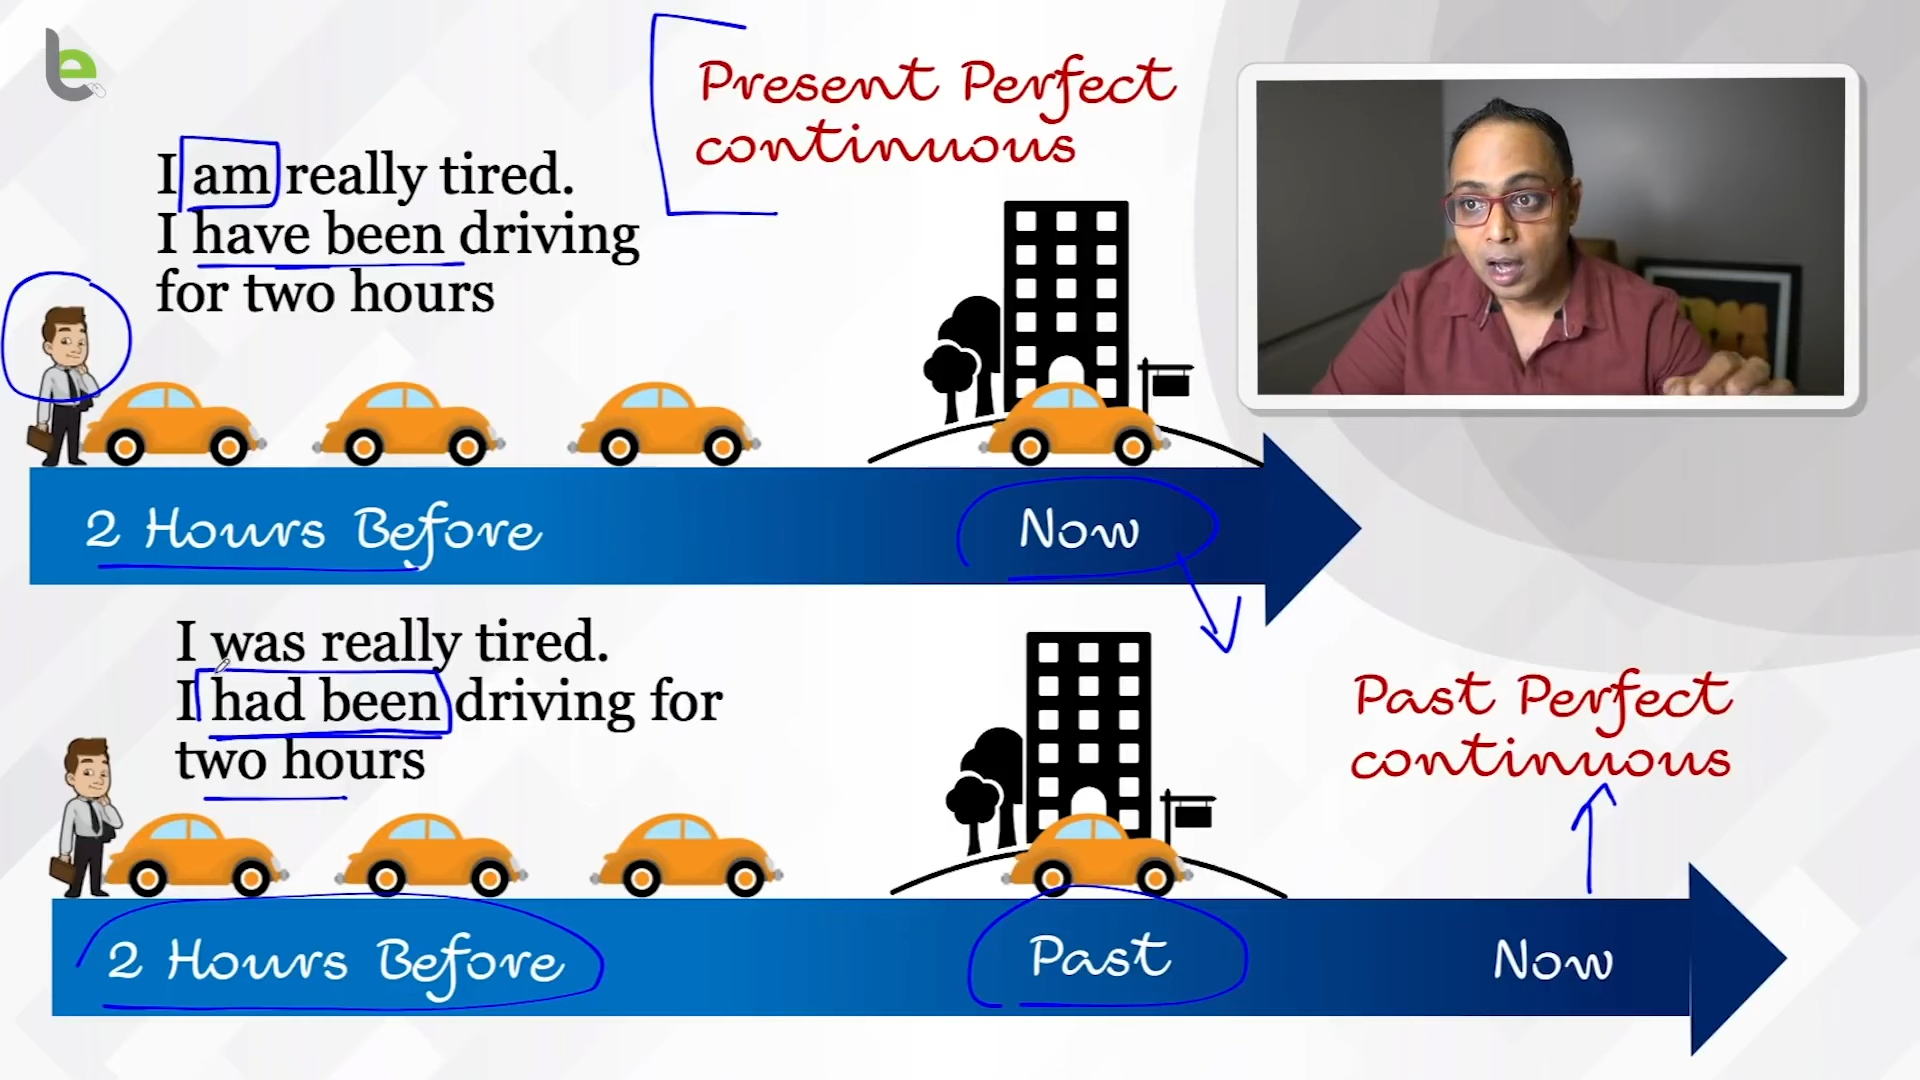 be
Present Perfect
continuous
I am really tired.
I have been driving
for two hours
2 Hours Before
Now
I was really tired.
I had been driving for
two hours
Past Perfect
continuous
2 Hours Before
Past
Now